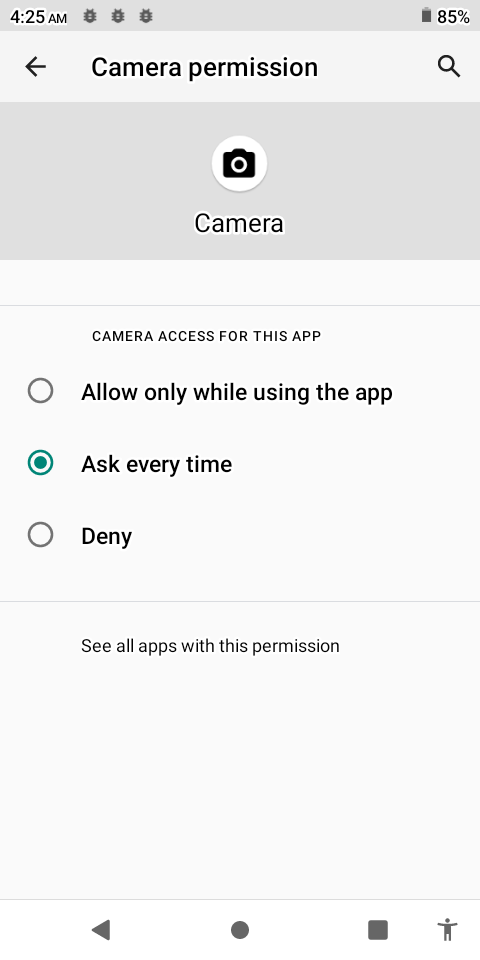 4:25 AM 85%
Camera permission
Camera
CAMERA ACCESS FOR THIS APP
Allow only while using the app
Ask every time
Deny
See all apps with this permission